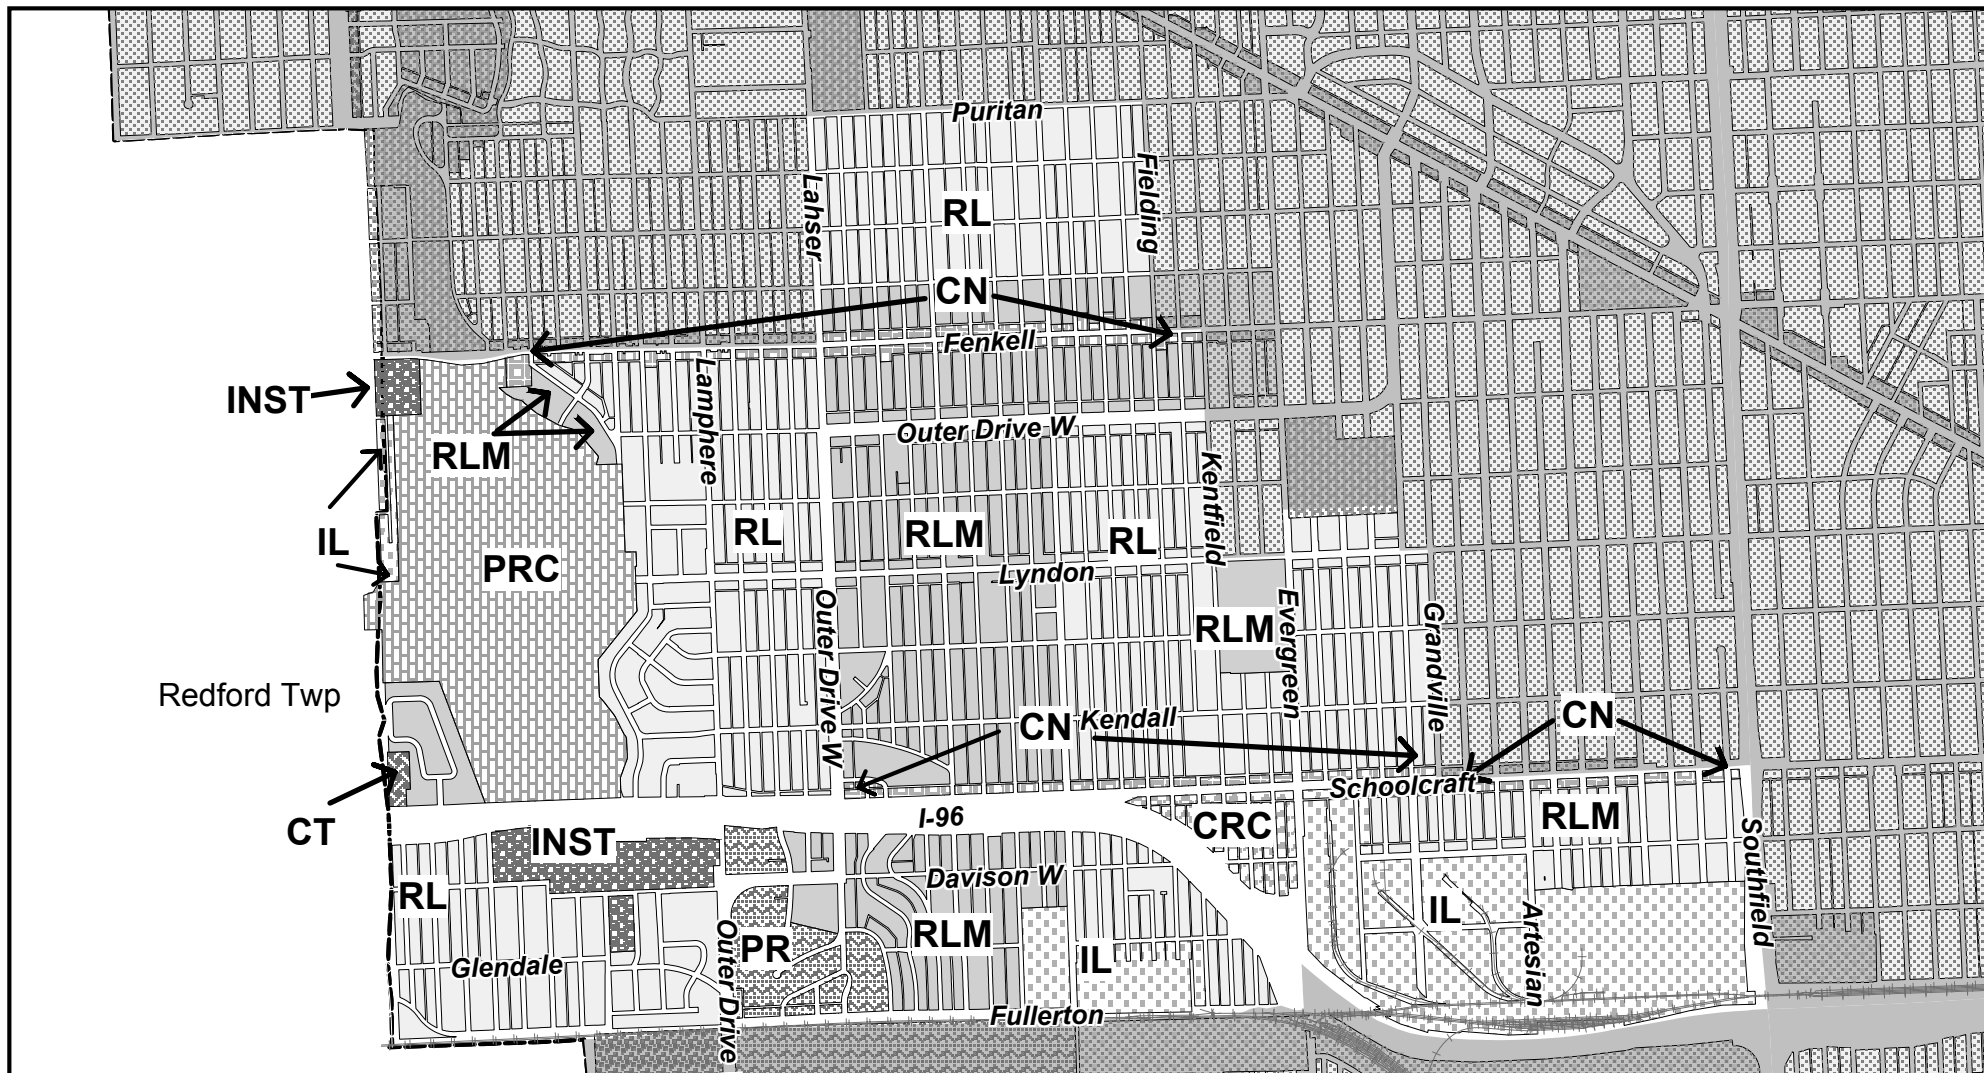 Puritan
Lahser
Fielding
RL
CN
Fenkell
INST
Lamphere
RLM
Outer Drive W
Kentfield
IL
PRC
RL
RLM
RL
Lyndon
Outer Drive W
RLM
Evergreen
Grandville
Redford Twp
CN
Kendall
CN
Schoolcraft
CT
I-96
INST
CRC
RLM
Southfield
RL
Davison W
RLM
IL
Artesian
PR
IL
Glendale
Outer Drive
Fullerton